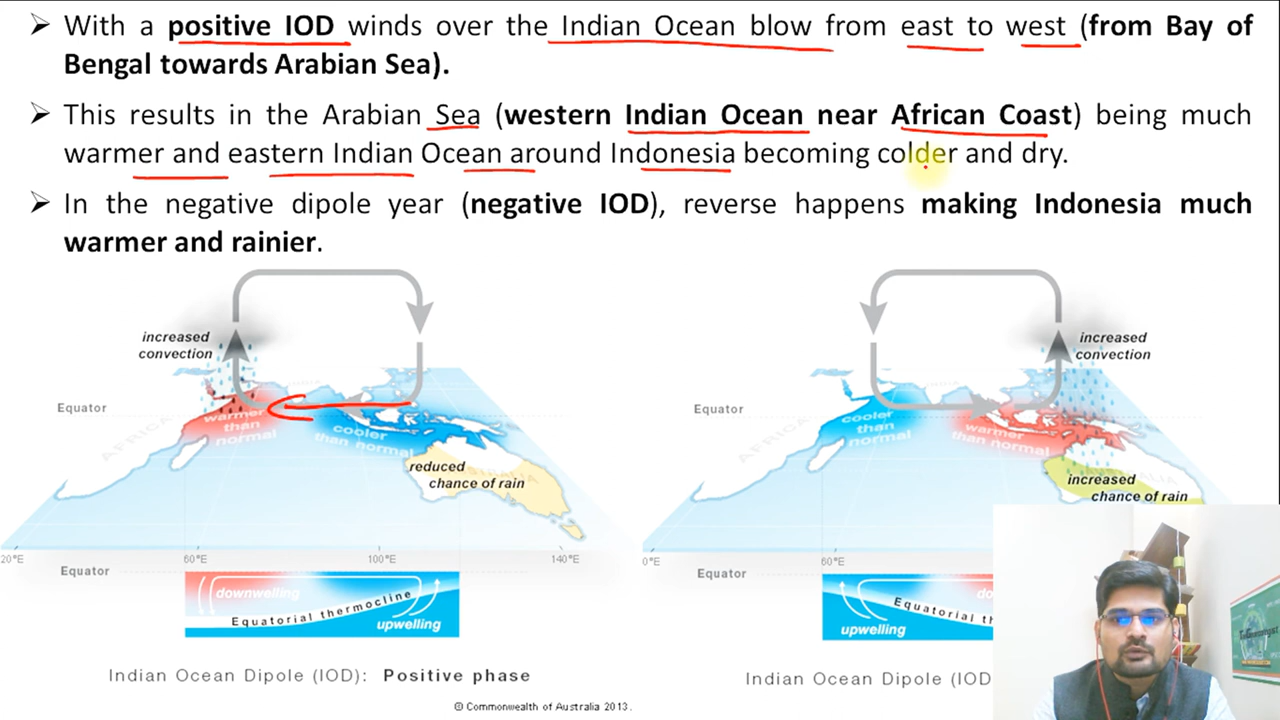 ➢ With a positive IOD winds over the Indian Ocean blow from east to west (from Bay of
Bengal towards Arabian Sea).
➢ This results in the Arabian Sea (western Indian Ocean near African Coast) being much
warmer and eastern Indian Ocean around Indonesia becoming colder and dry.
➢ In the negative dipole year (negative IOD), reverse happens making Indonesia much
warmer and rainier.
increased
convection
Equator
AFRICA
warmer
than
normal
cooler
than normal
reduced
chance of rain
20°E
60°E
100°E
140°E
Equator
downwelling
Equatorial thermocline
upwelling
Indian Ocean Dipole (IOD): Positive phase
© Commonwealth of Australia 2013.
increased
convection
Equator
AFRICA
cooler
than
normal
warmer
than normal
increased
chance of rain
0°E
60°E
Equator
do
Equatorial th
upwelling
Indian Ocean Dipole (IOD